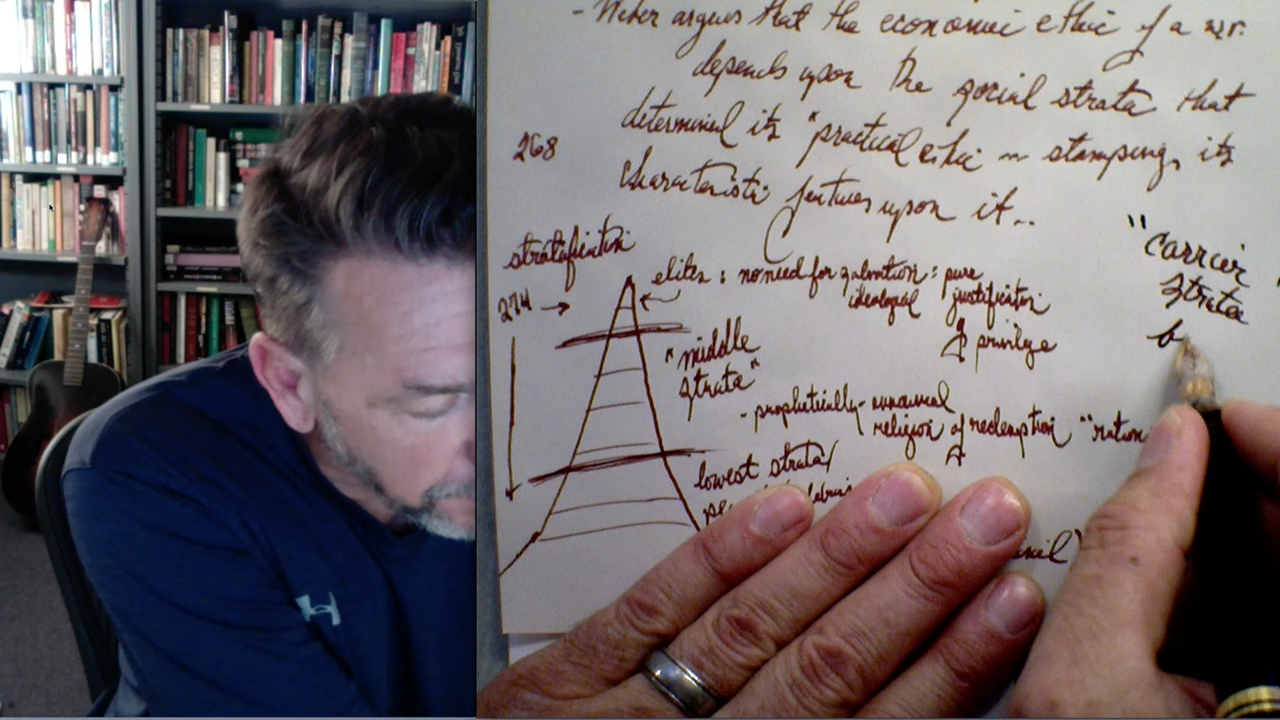 - Weber argues that the economic ethic of a w.r.
depends upon the social strata that
determined its "practical ethic ~ stamping its
characteristic features upon it..
268
stratification
274 →
elites : no need for salvation : pure
ideological justification
of privilege
"middle
strata"
- prophetically-announced
religion of redemption "ration
lowest strata/
"carrier
strata